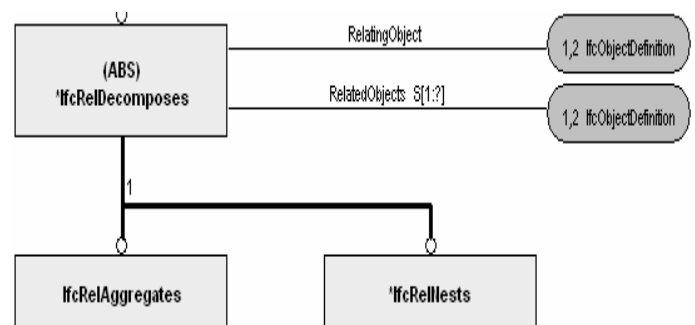 RelatingObject
(ABS)
*IfcRelDecomposes
1,2 IfcObjectDefinition
RelatedObjects S[1:?]
1,2 IfcObjectDefinition
1
IfcRelAggregates
*IfcRelNests